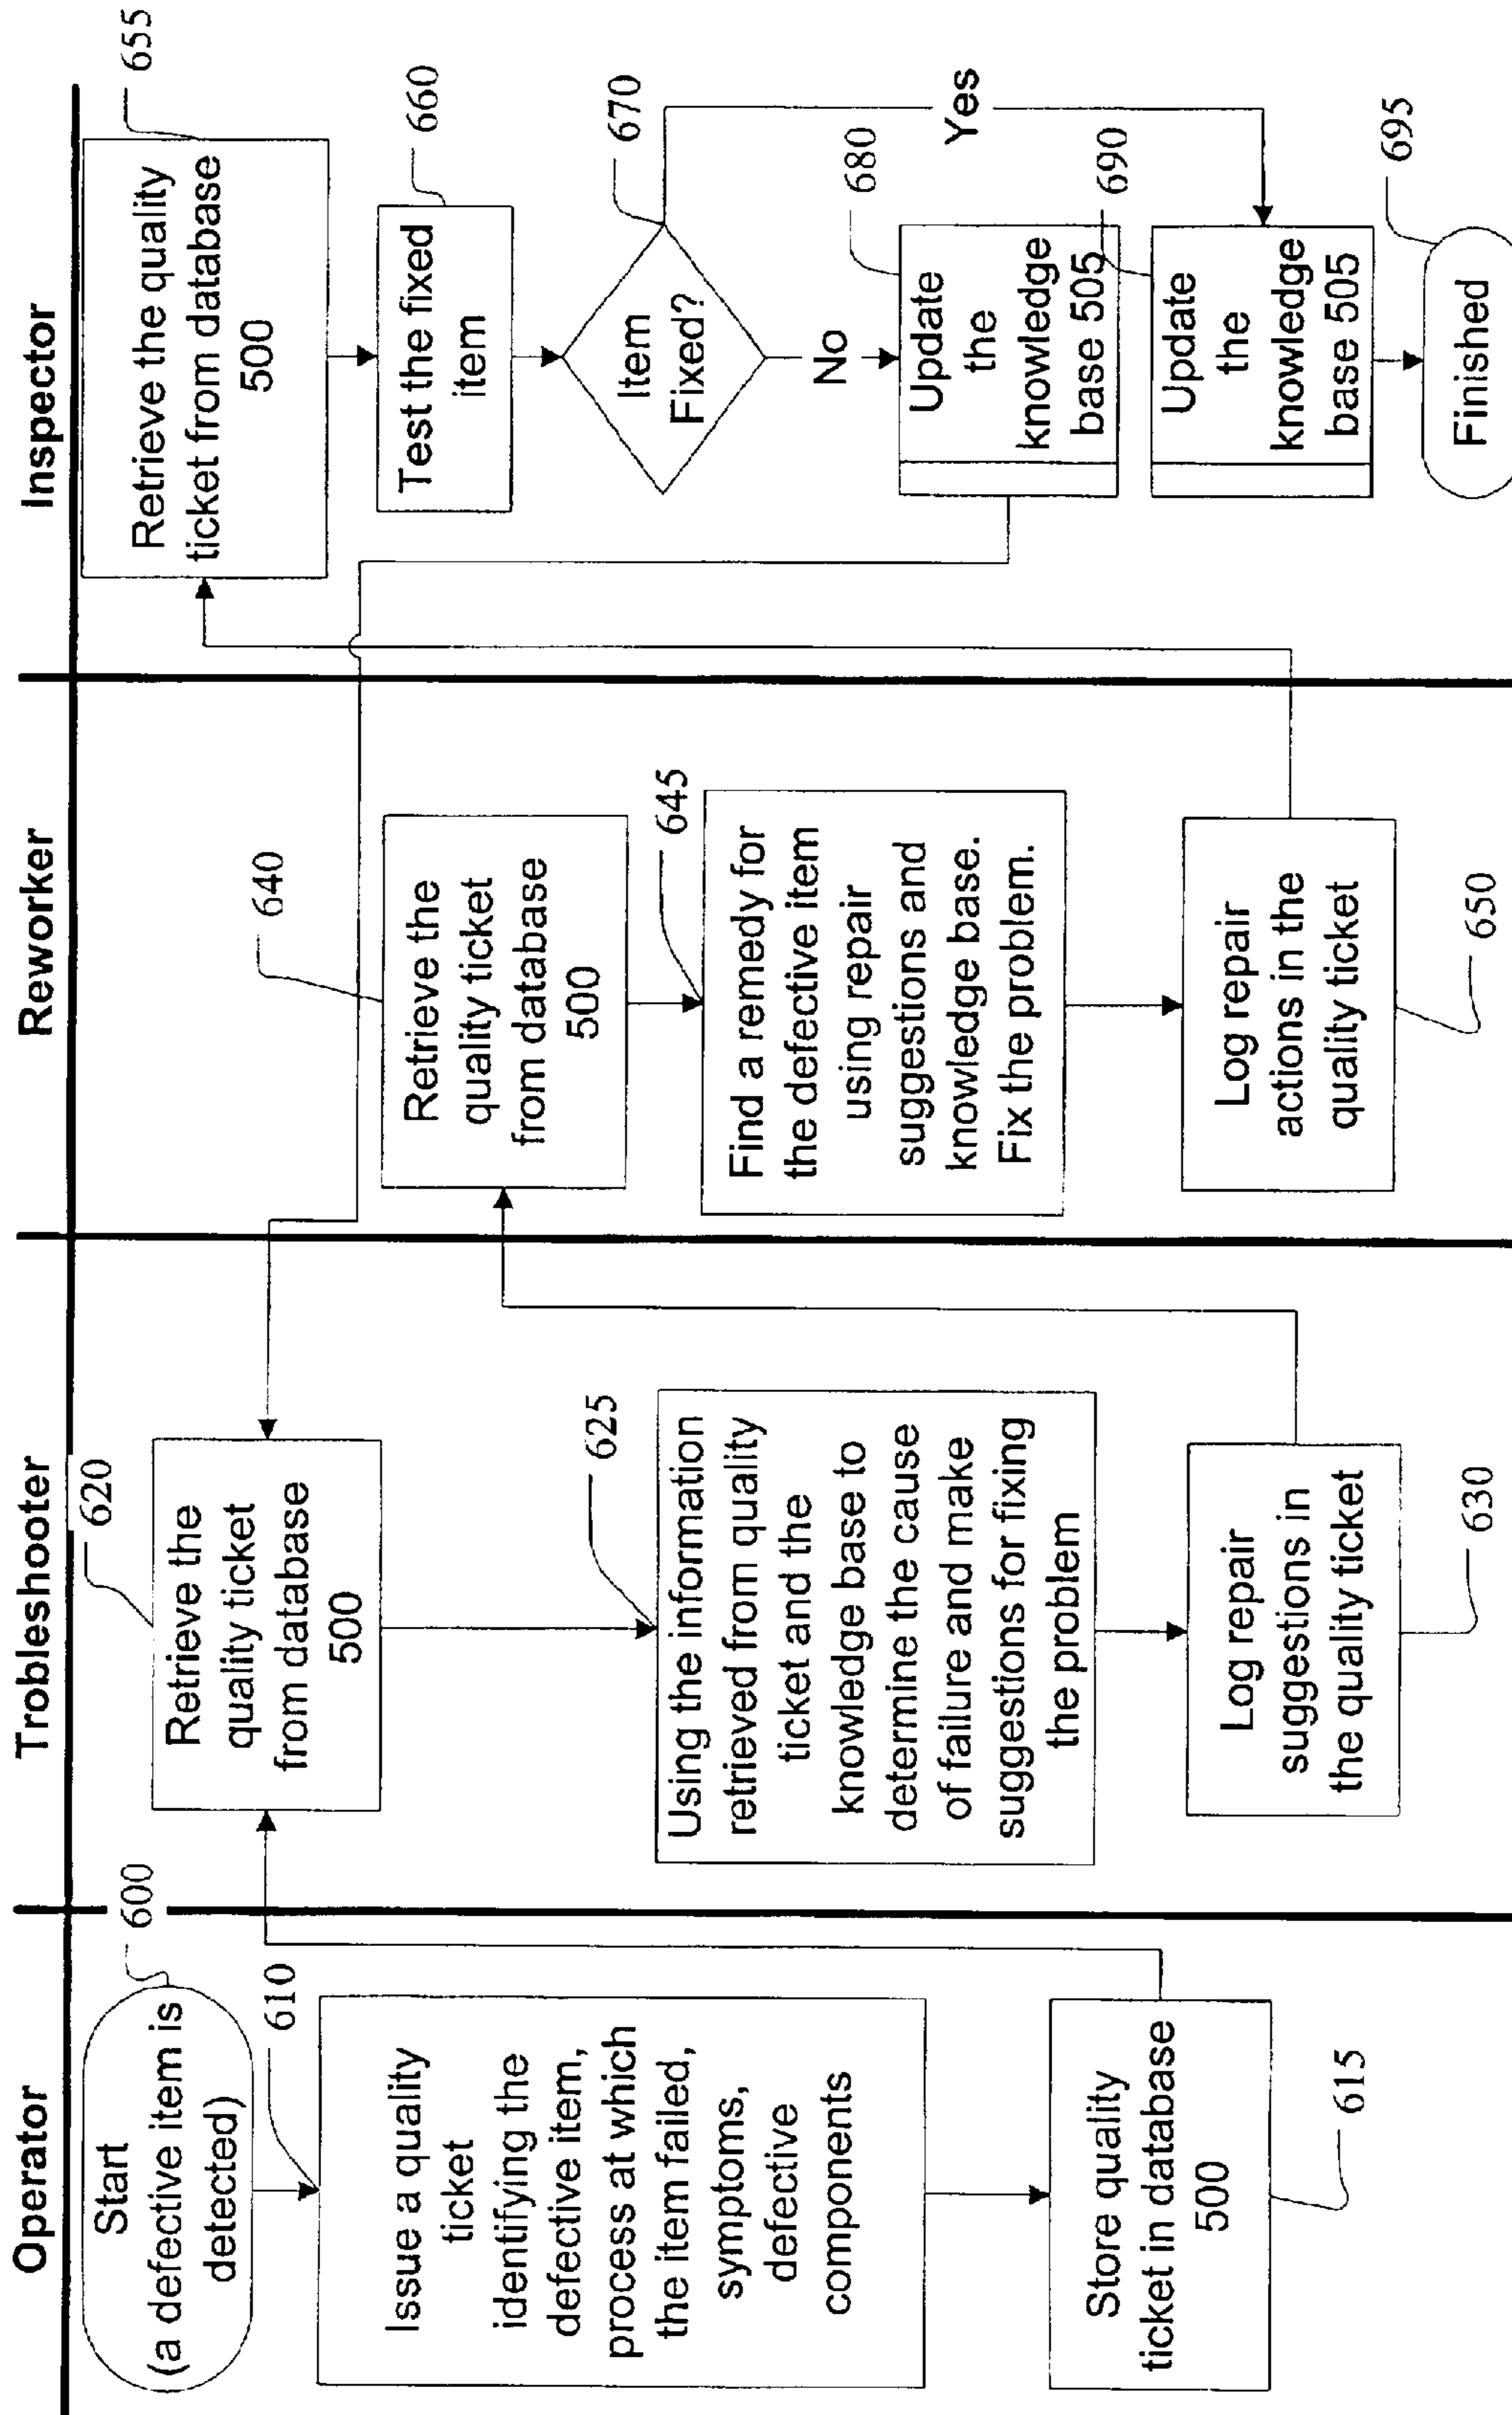 Operator
Start
(a defective item is
detected)
600
610
Issue a quality
ticket
identifying the
defective item,
process at which
the item failed,
symptoms,
defective
components
Store quality
ticket in database
500
615
Trobleshooter
620
Retrieve the
quality ticket
from database
500
625
Using the information
retrieved from quality
ticket and the
knowledge base to
determine the cause
of failure and make
suggestions for fixing
the problem
Log repair
suggestions in
the quality ticket
630
Reworker
640
Retrieve the
quality ticket
from database
500
645
Find a remedy for
the defective item
using repair
suggestions and
knowledge base.
Fix the problem.
Log repair
actions in the
quality ticket
650
Inspector
655
Retrieve the quality
ticket from database
500
660
Test the fixed
item
670
Item
Fixed?
No
Yes
680
Update
the
knowledge
base 505
690
Update
the
knowledge
base 505
695
Finished